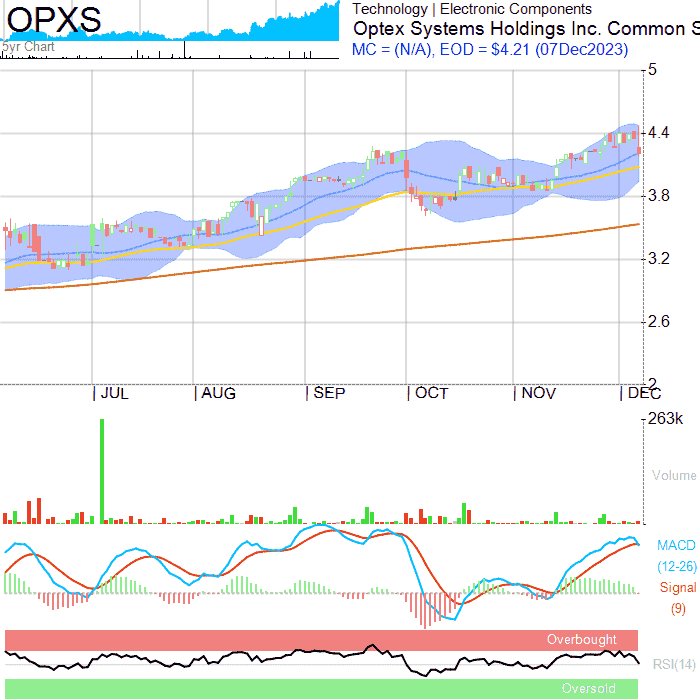 OPXS
5yr Chart
Technology | Electronic Components
Optex Systems Holdings Inc. Common S
MC = (N/A), EOD = $4.21 (07Dec2023)
5
4.4
3.8
3.2
2.6
2
JUL AUG SEP OCT NOV DEC
263k
Volume
MACD
(12-26)
Signal
(9)
Overbought
RSI(14)
Oversold